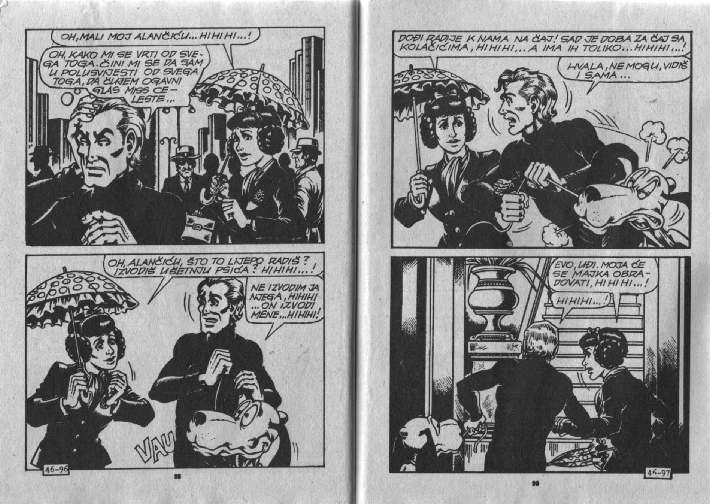 OH, MALI MOJ ALANČIĆU...HIHIHI...!
OH, KAKO MI SE VRTI OD SVE-
GA TOGA. ČINI MI SE DA SAM
U POLUSVIJESTI OD SVEGA
TOGA, DA ČUJEM OGAVNI
GLAS MISS CE-
LESTE...
OH, ALANČIĆU, ŠTO TO LIJEPO RADIŠ?
IZVODIŠ U ŠETNJU PSIĆA? HIHIHI...!
NE IZVODIM JA
NJEGA, HIHIHI
...ON IZVODI
MENE...HIHIHI!
VAU
46-96
98
DOĐI RADIJE K NAMA NA ČAJ! SAD JE DOBA ZA ČAJ SA
KOLAČIĆIMA, HIHIHI...A IMA IH TOLIKO...HIHIHI...!
HVALA, NE MOGU, VIDIŠ
SAMA...
EVO, UĐI. MOJA ĆE
SE MAJKA OBRA-
DOVATI, HIHIHI...!
HIHIHI...!
46-97